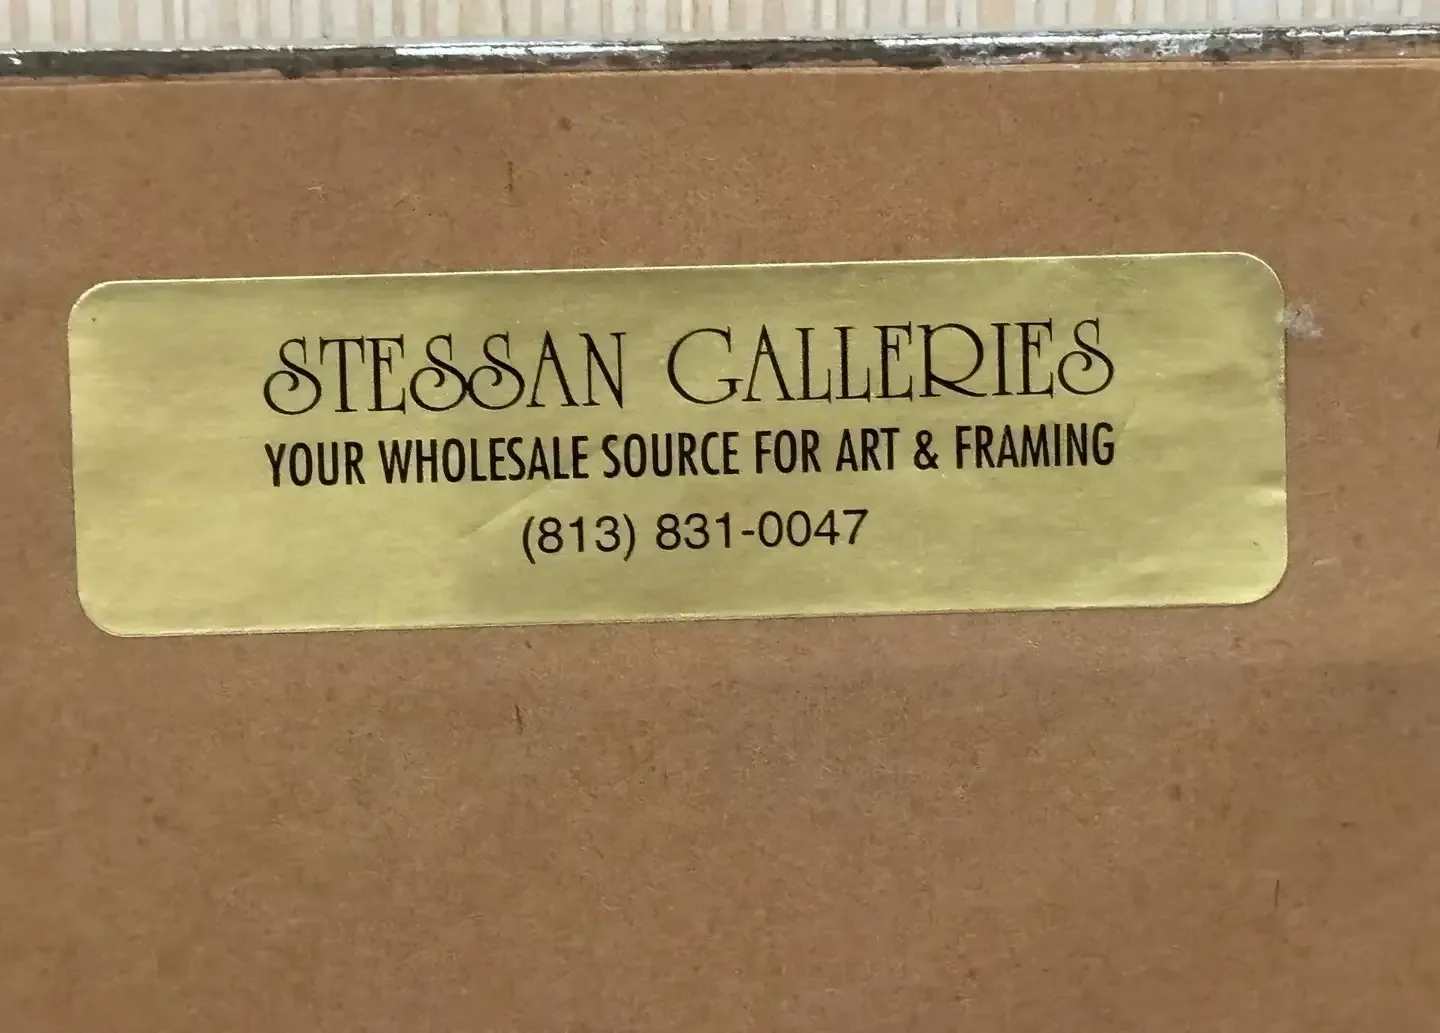 STESSAN GALLERIES
YOUR WHOLESALE SOURCE FOR ART & FRAMING
(813) 831-0047